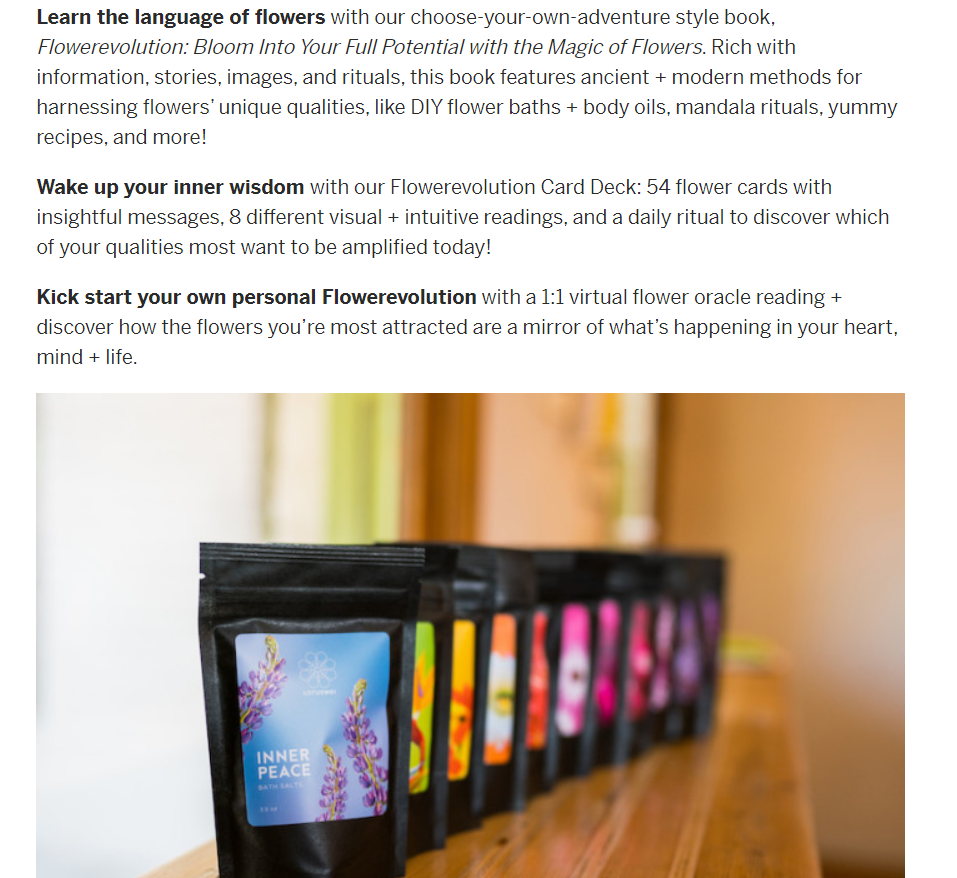 Learn the language of flowers with our choose-your-own-adventure style book,
Flowerevolution: Bloom Into Your Full Potential with the Magic of Flowers. Rich with
information, stories, images, and rituals, this book features ancient + modern methods for
harnessing flowers’ unique qualities, like DIY flower baths + body oils, mandala rituals, yummy
recipes, and more!
Wake up your inner wisdom with our Flowerevolution Card Deck: 54 flower cards with
insightful messages, 8 different visual + intuitive readings, and a daily ritual to discover which
of your qualities most want to be amplified today!
Kick start your own personal Flowerevolution with a 1:1 virtual flower oracle reading +
discover how the flowers you’re most attracted are a mirror of what’s happening in your heart,
mind + life.
INNER
PEACE
BATH SALTS